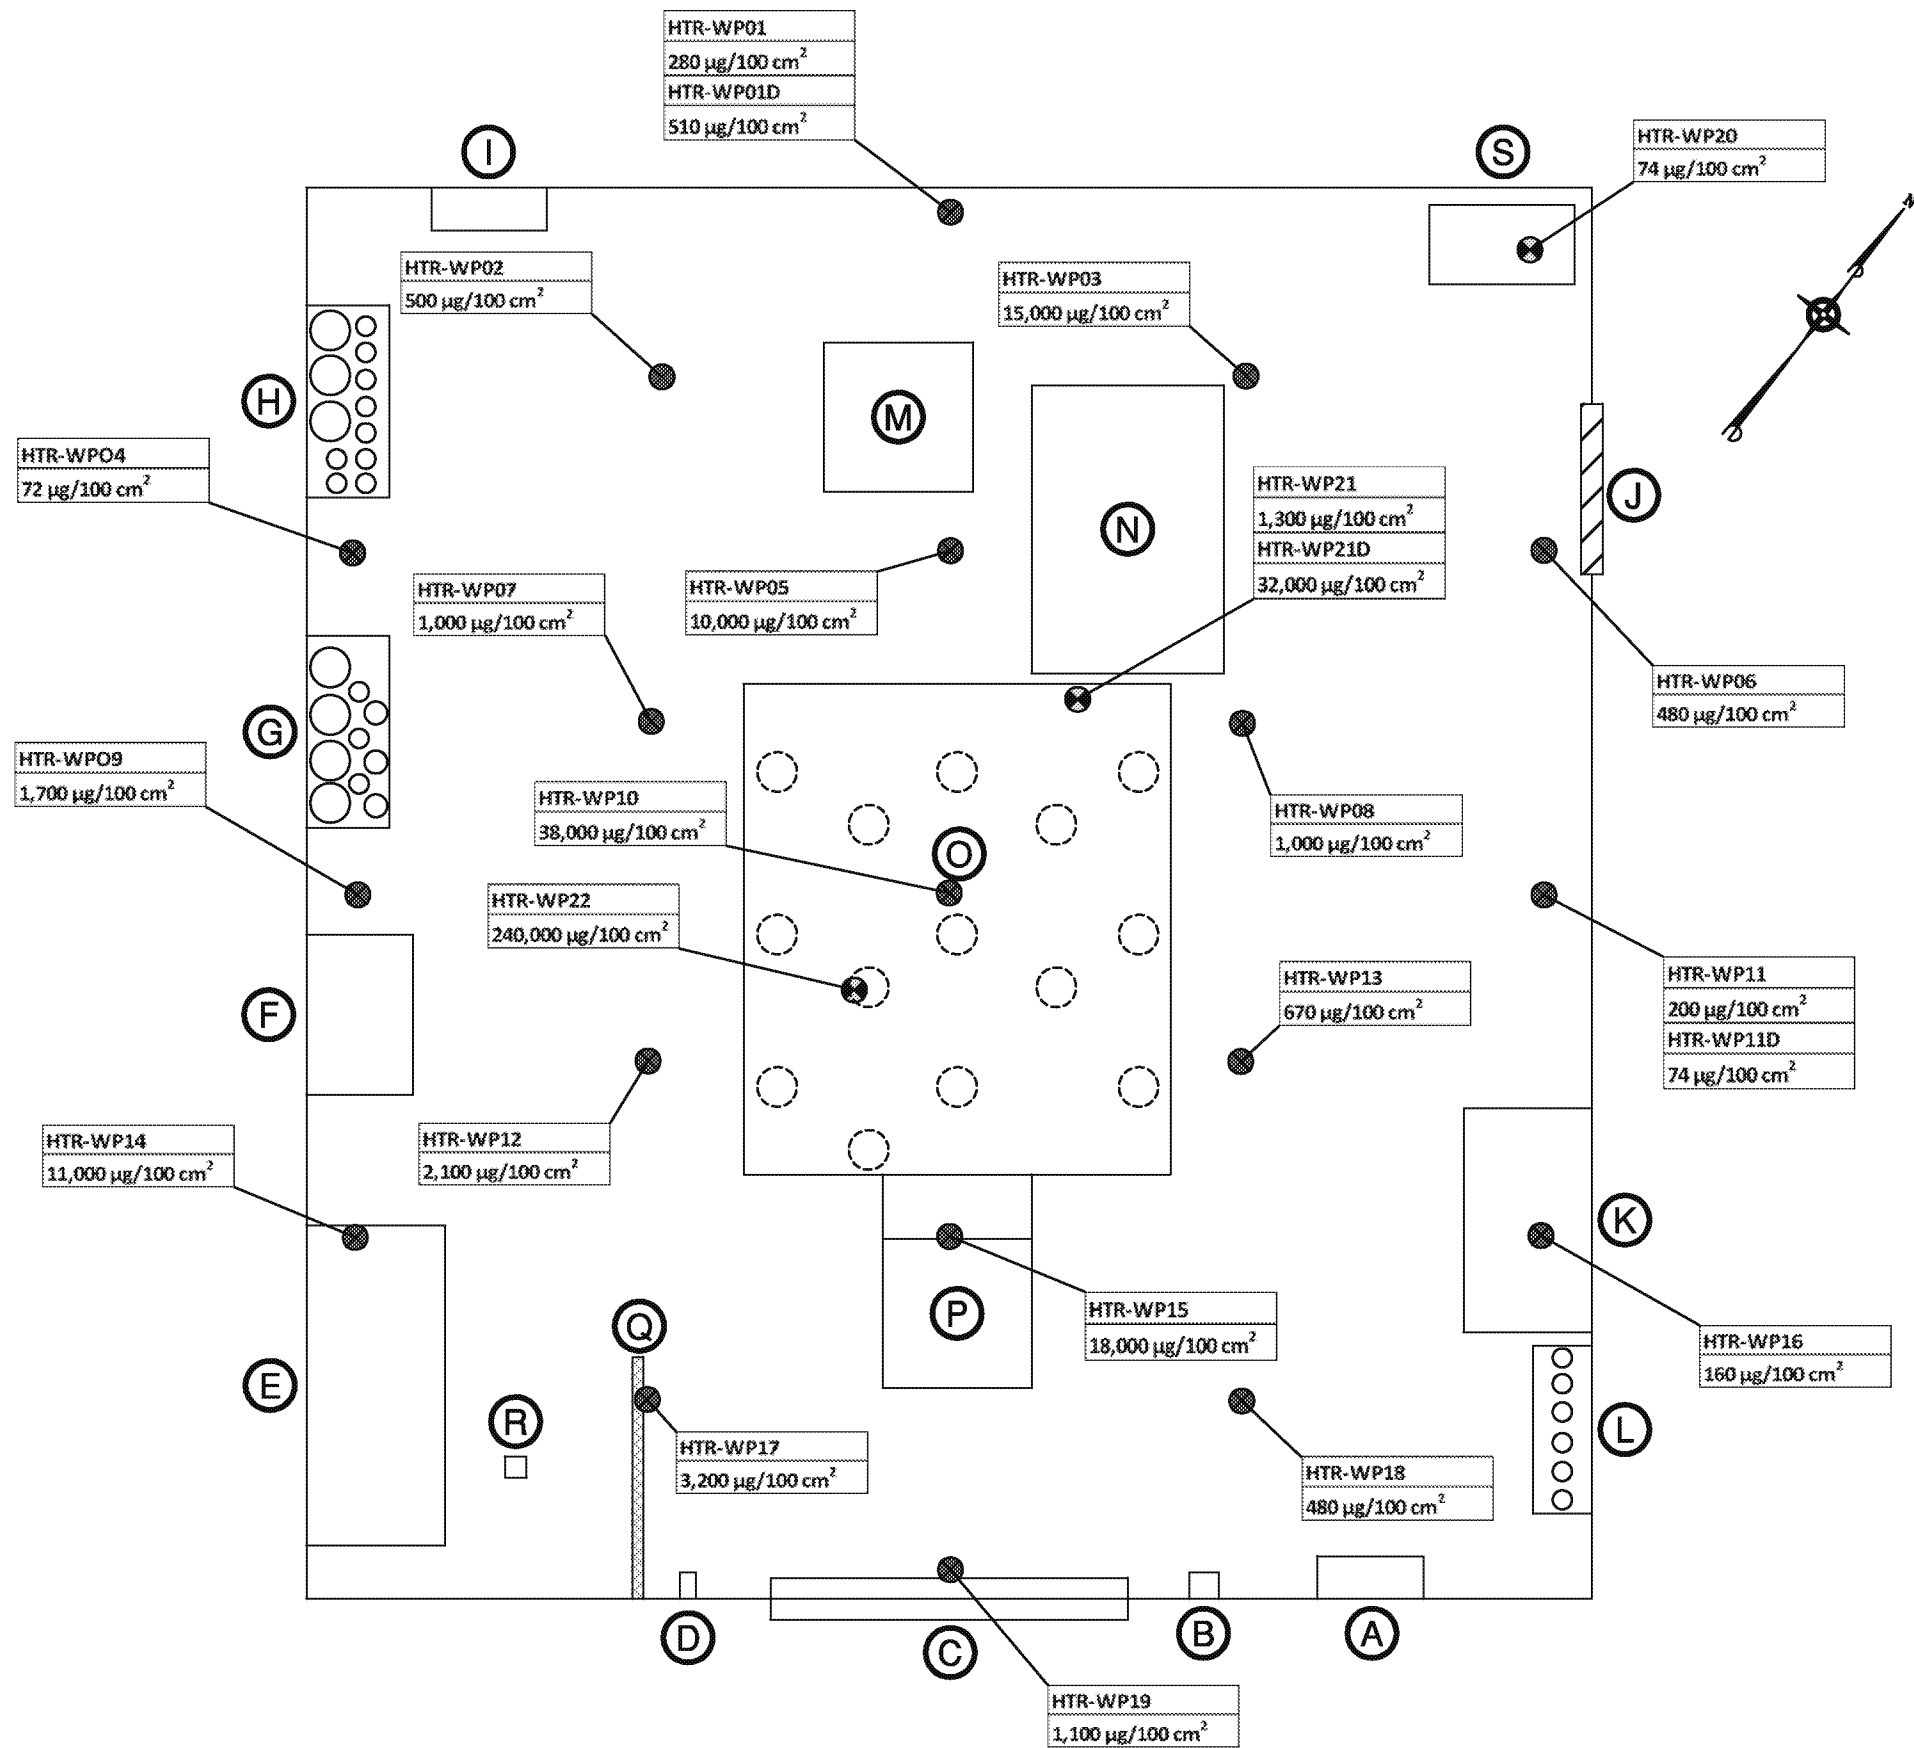 HTR-WP01
280 µg/100 cm²
HTR-WP01D
510 µg/100 cm²
I
S
HTR-WP20
74 µg/100 cm²
N
HTR-WP02
500 µg/100 cm²
HTR-WP03
15,000 µg/100 cm²
H
M
HTR-WPO4
72 µg/100 cm²
N
HTR-WP21
1,300 µg/100 cm²
HTR-WP21D
32,000 µg/100 cm²
J
HTR-WP07
1,000 µg/100 cm²
HTR-WP05
10,000 µg/100 cm²
HTR-WP06
480 µg/100 cm²
G
HTR-WPO9
1,700 µg/100 cm²
HTR-WP10
38,000 µg/100 cm²
O
HTR-WP08
1,000 µg/100 cm²
HTR-WP22
240,000 µg/100 cm²
HTR-WP13
670 µg/100 cm²
HTR-WP11
200 µg/100 cm²
HTR-WP11D
74 µg/100 cm²
F
HTR-WP14
11,000 µg/100 cm²
HTR-WP12
2,100 µg/100 cm²
K
Q
P
HTR-WP15
18,000 µg/100 cm²
HTR-WP16
160 µg/100 cm²
E
R
L
HTR-WP17
3,200 µg/100 cm²
HTR-WP18
480 µg/100 cm²
D
C
B
A
HTR-WP19
1,100 µg/100 cm²